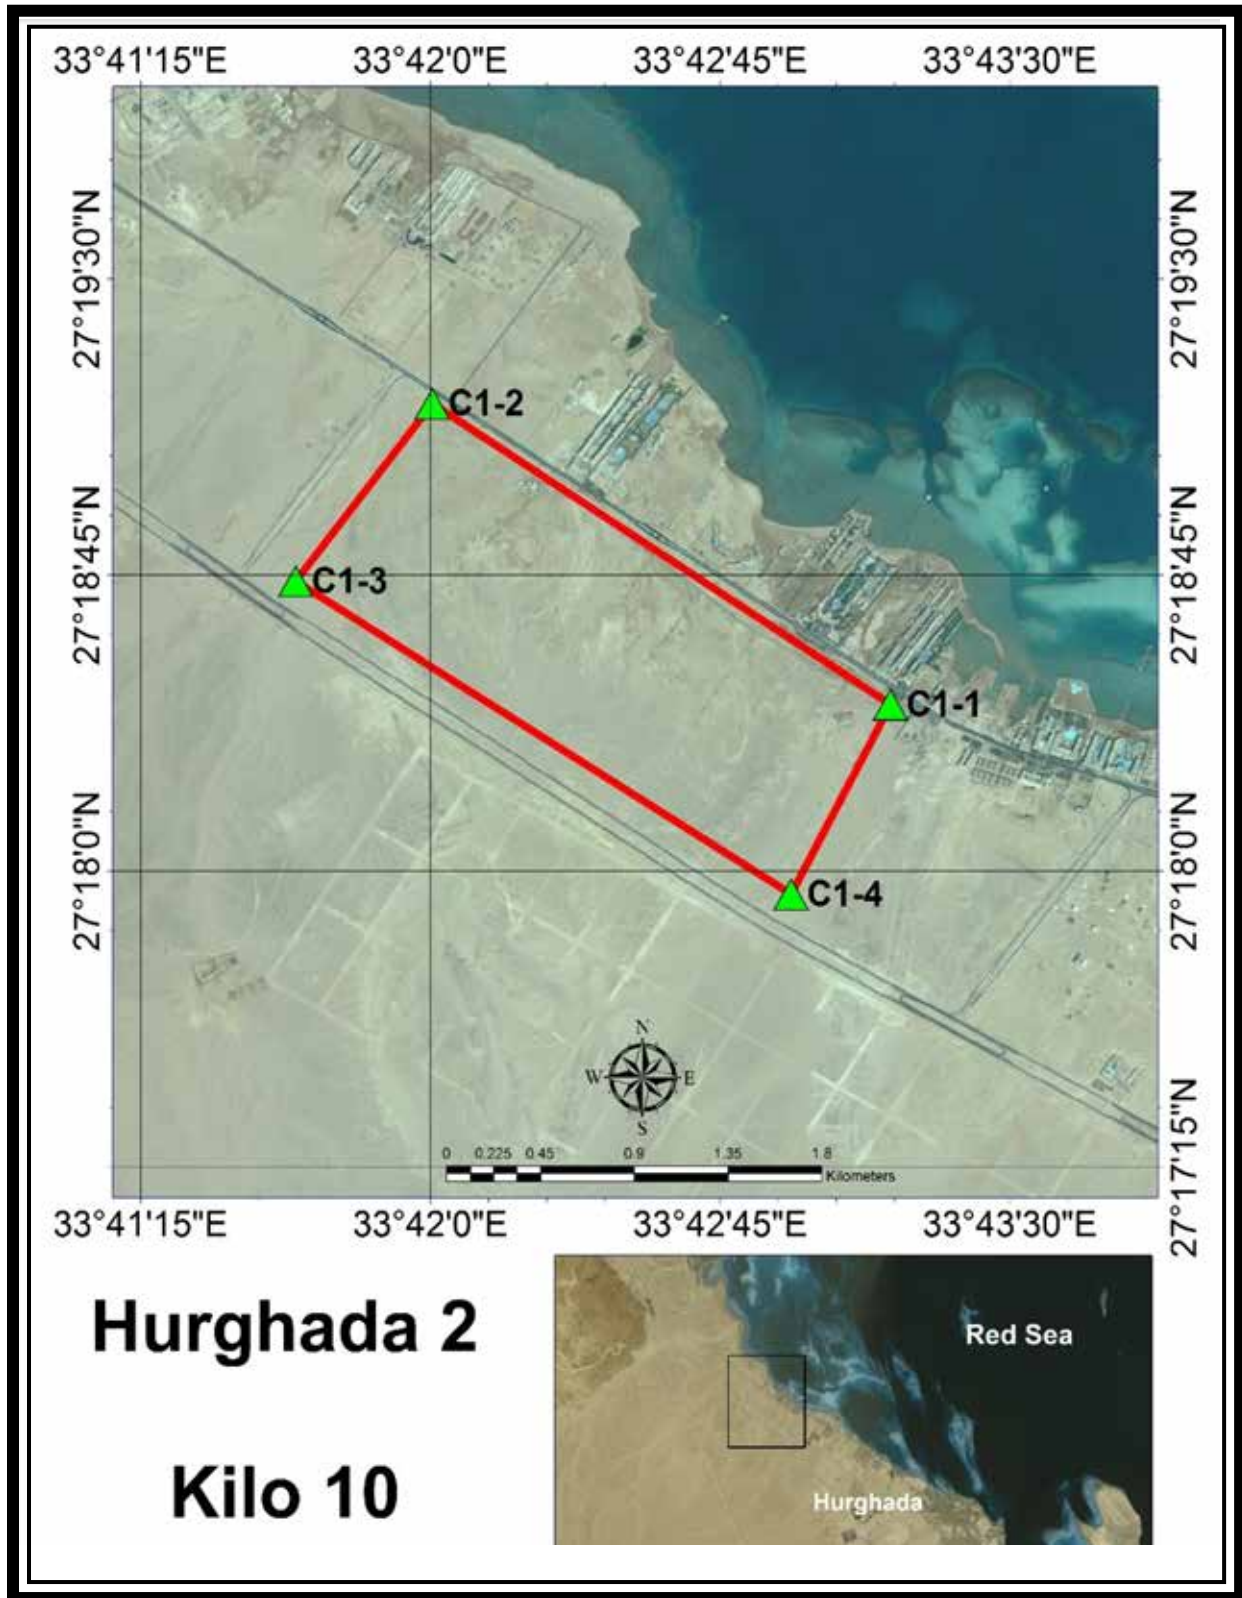 33°41'15"E 33°42'0"E 33°42'45"E 33°43'30"E
27°19'30"N
27°19'30"N
C1-2
27°18'45"N
C1-3
27°18'45"N
C1-1
27°18'0"N
C1-4
27°18'0"N
N
W E
S
27°17'15"N
0 0.225 0.45 0.9 1.35 1.8
Kilometers
33°41'15"E 33°42'0"E 33°42'45"E 33°43'30"E
Hurghada 2
Kilo 10
Red Sea
Hurghada